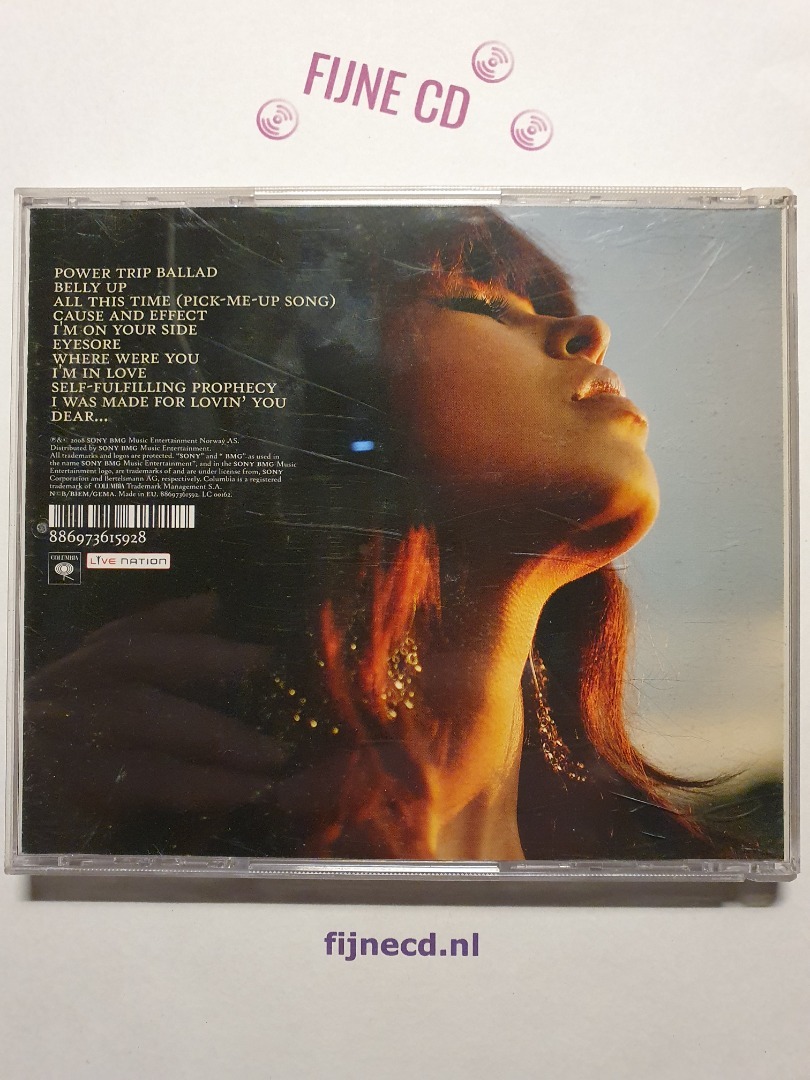 FIJNE CD
POWER TRIP BALLAD
BELLY UP
ALL THIS TIME (PICK-ME-UP SONG)
CAUSE AND EFFECT
I'M ON YOUR SIDE
EYESORE
WHERE WERE YOU
I'M IN LOVE
SELF-FULFILLING PROPHECY
I WAS MADE FOR LOVIN' YOU
DEAR...
℗&© 2008 SONY BMG Music Entertainment Norway AS.
Distributed by SONY BMG Music Entertainment.
All trademarks and logos are protected. "SONY" and " BMG" as used in
the name SONY BMG Music Entertainment", and in the SONY BMG Music
Entertainment logo, are trademarks of and are under license from, SONY
Corporation and Bertelsmann AG, respectively. Columbia is a registered
trademark of COLUMBIA Trademark Management S.A.
N©B/BIEM/GEMA. Made in EU. 88697361592. LC 00162.
886973615928
COLUMBIA
LIVE NATION
fijnecd.nl